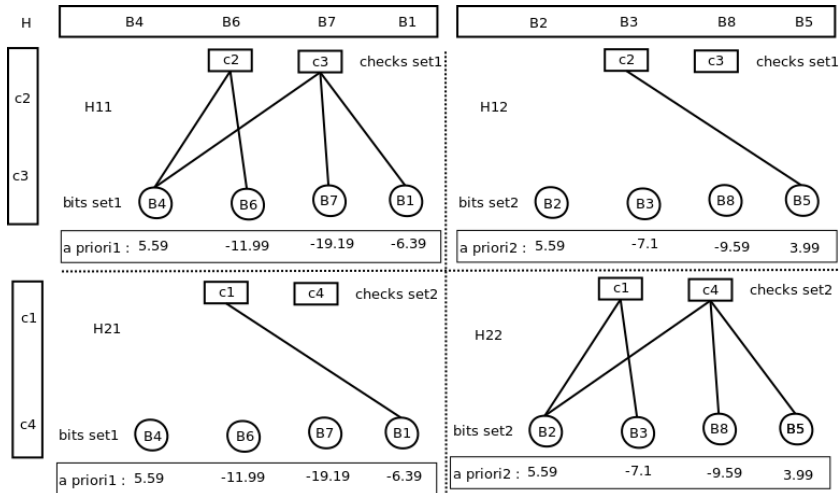 H B4 B6 B7 B1 B2 B3 B8 B5
c2 c3 checks set1 c2 c3 checks set1
c2
H11 H12
c3
bits set1 B4 B6 B7 B1 bits set2 B2 B3 B8 B5
a priori1 : 5.59 -11.99 -19.19 -6.39 a priori2 : 5.59 -7.1 -9.59 3.99
c1 c4 checks set2 c1 c4 checks set2
c1
H21 H22
c4
bits set1 B4 B6 B7 B1 bits set2 B2 B3 B8 B5
a priori1 : 5.59 -11.99 -19.19 -6.39 a priori2 : 5.59 -7.1 -9.59 3.99